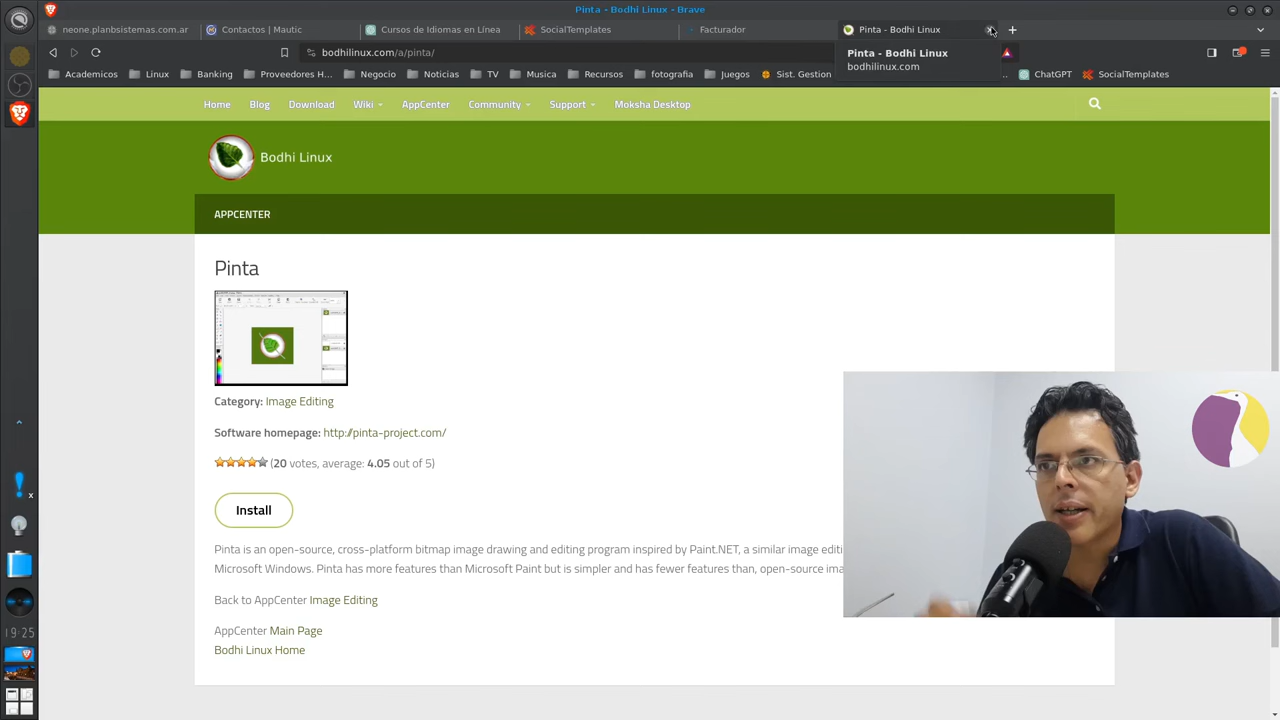 Pinta - Bodhi Linux - Brave
neone.planbsistemas.com.ar
Contactos | Mautic
Cursos de Idiomas en Línea
SocialTemplates
Facturador
Pinta - Bodhi Linux
bodhilinux.com/a/pinta/
Pinta - Bodhi Linux
bodhilinux.com
Academicos
Linux
Banking
Proveedores H...
Negocio
Noticias
TV
Musica
Recursos
fotografia
Juegos
Sist. Gestión
ChatGPT
SocialTemplates
Home
Blog
Download
Wiki
AppCenter
Community
Support
Moksha Desktop
Bodhi Linux
APPCENTER
Pinta
Category: Image Editing
Software homepage: http://pinta-project.com/
(20 votes, average: 4.05 out of 5)
Install
Pinta is an open-source, cross-platform bitmap image drawing and editing program inspired by Paint.NET, a similar image editi
Microsoft Windows. Pinta has more features than Microsoft Paint but is simpler and has fewer features than, open-source ima
Back to AppCenter Image Editing
AppCenter Main Page
Bodhi Linux Home
19:25